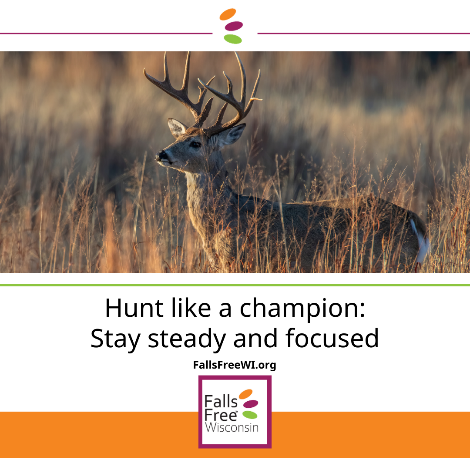 Hunt like a champion:
Stay steady and focused
FallsFreeWI.org
Falls
Free
Wisconsin